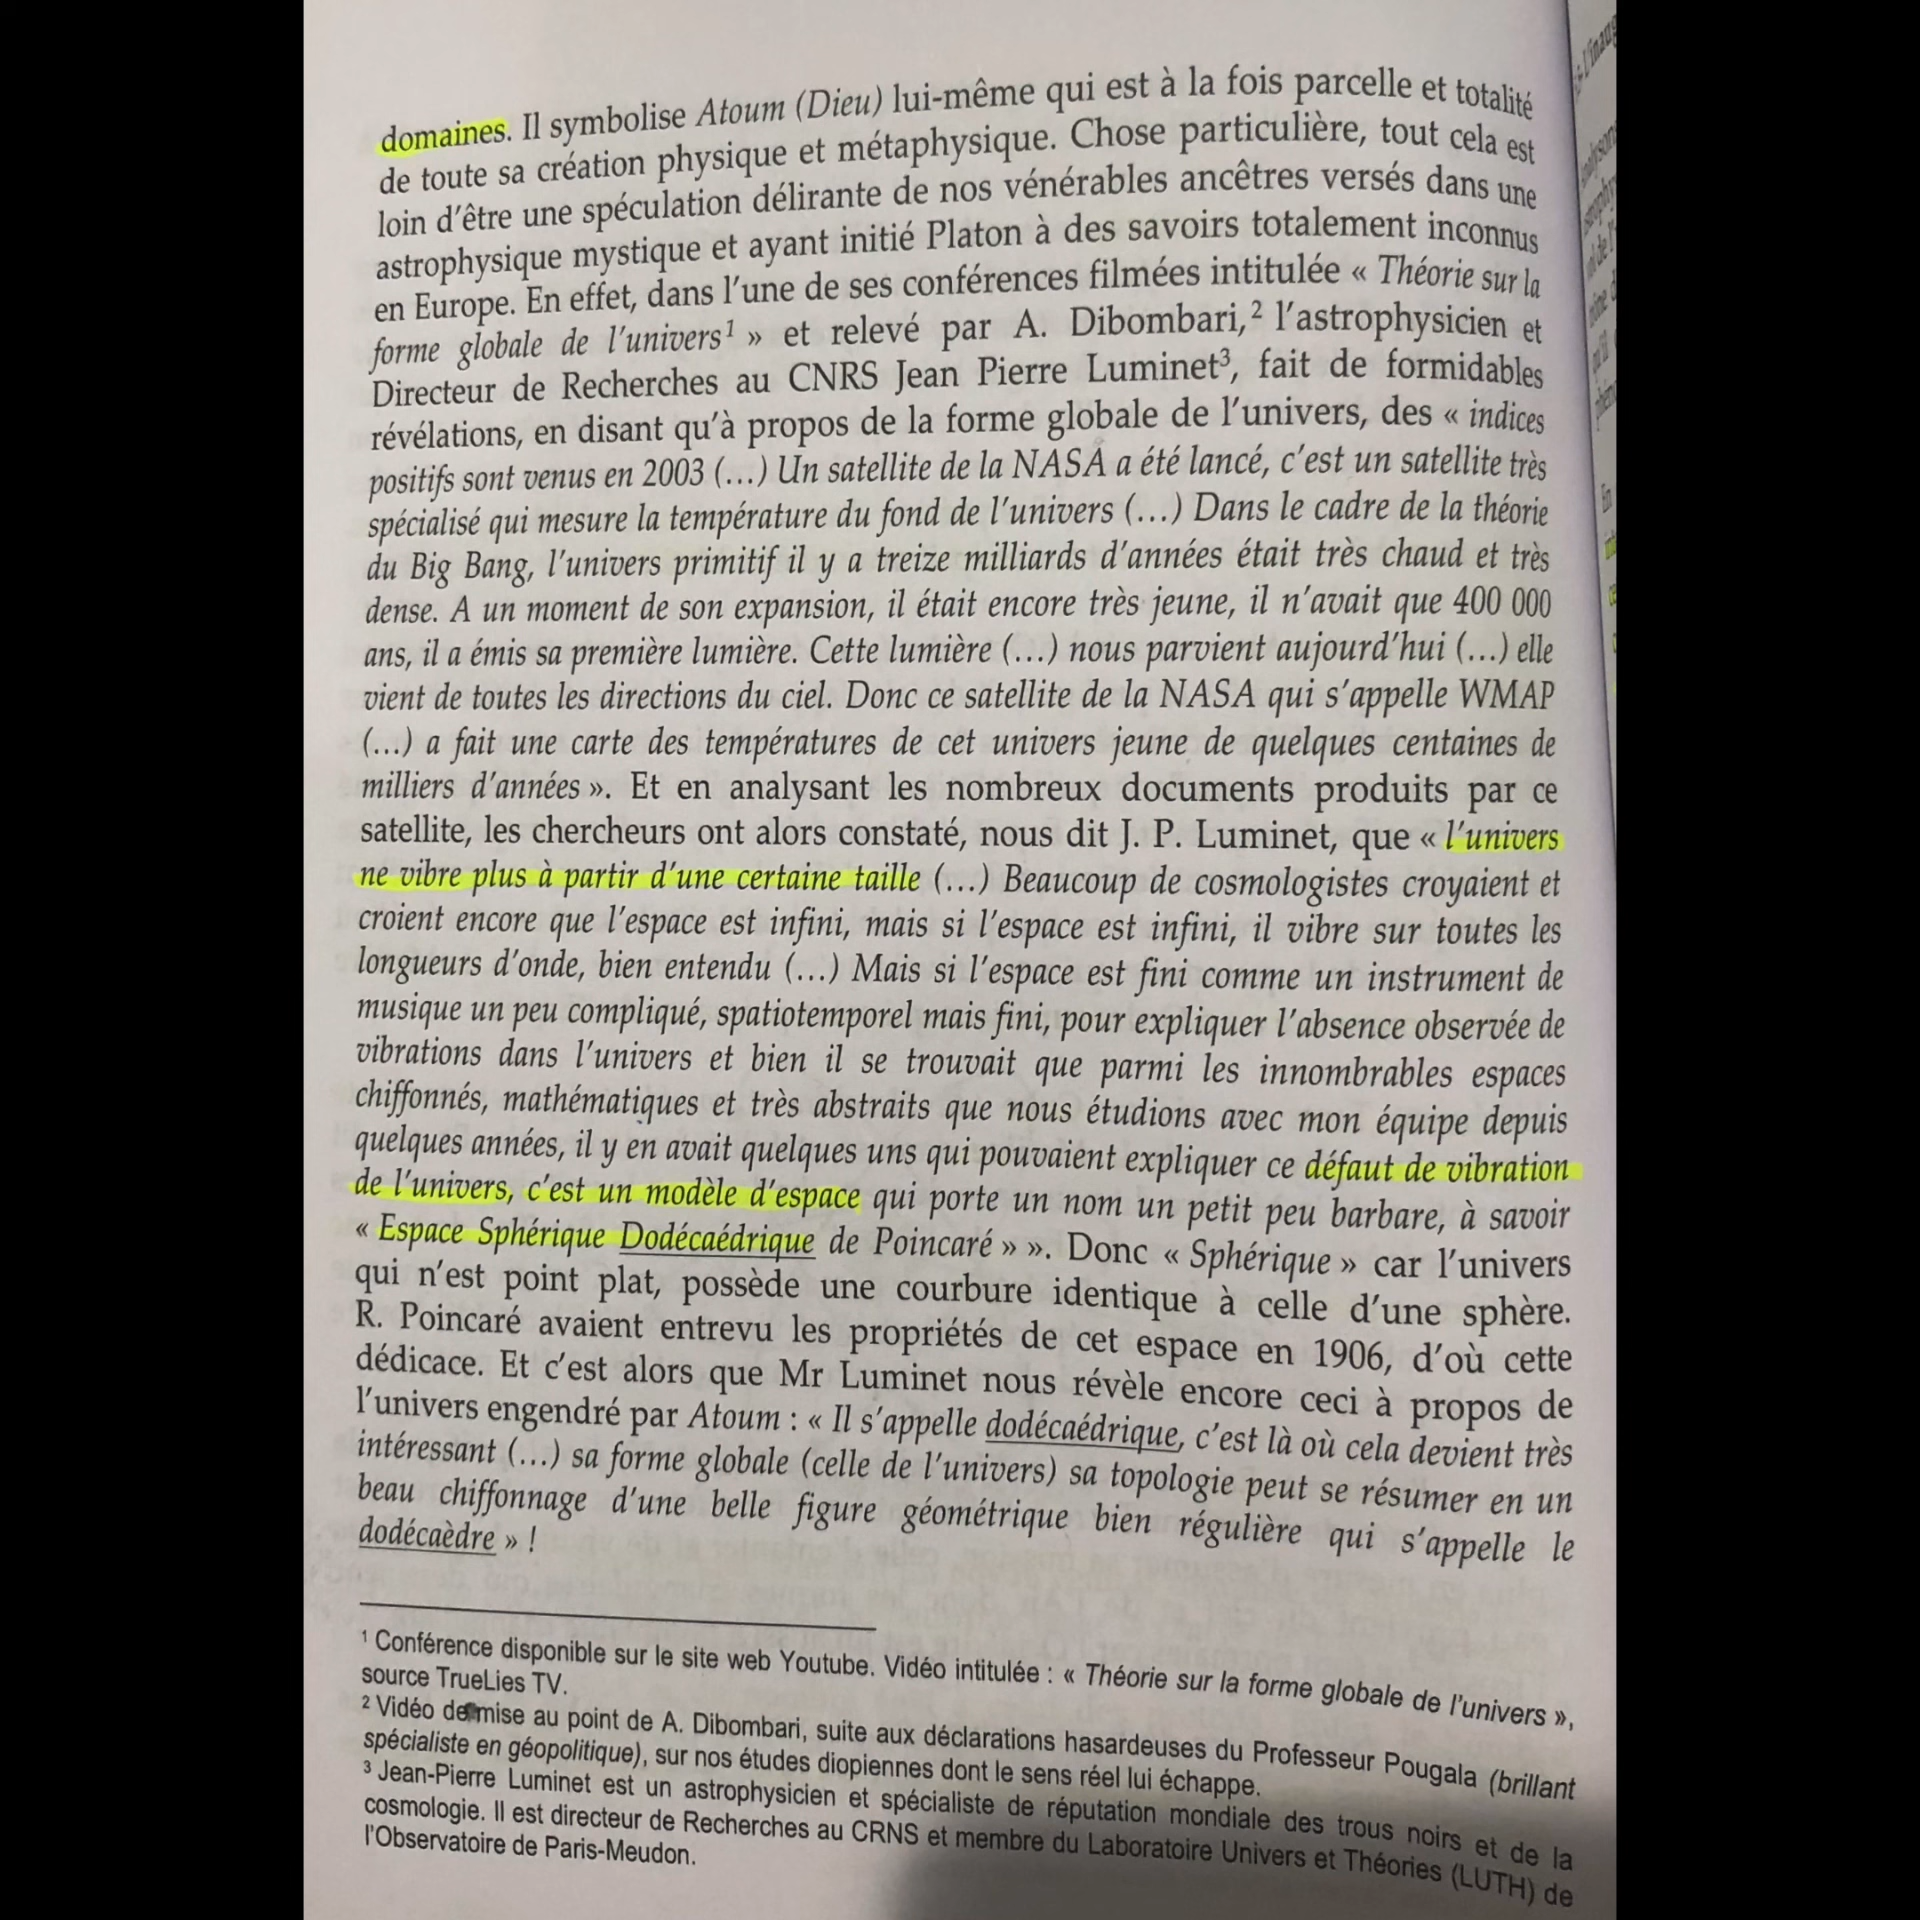 domaines. Il symbolise Atoum (Dieu) lui-même qui est à la fois parcelle et totalité
de toute sa création physique et métaphysique. Chose particulière, tout cela est
loin d'être une spéculation délirante de nos vénérables ancêtres versés dans une
astrophysique mystique et ayant initié Platon à des savoirs totalement inconnus
en Europe. En effet, dans l'une de ses conférences filmées intitulée « Théorie sur la
forme globale de l'univers¹ » et relevé par A. Dibombari,² l'astrophysicien et
Directeur de Recherches au CNRS Jean Pierre Luminet³, fait de formidables
révélations, en disant qu'à propos de la forme globale de l'univers, des « indices
positifs sont venus en 2003 (…) Un satellite de la NASA a été lancé, c'est un satellite très
spécialisé qui mesure la température du fond de l'univers (…) Dans le cadre de la théorie
du Big Bang, l'univers primitif il y a treize milliards d'années était très chaud et très
dense. A un moment de son expansion, il était encore très jeune, il n'avait que 400 000
ans, il a émis sa première lumière. Cette lumière (…) nous parvient aujourd'hui (…) elle
vient de toutes les directions du ciel. Donc ce satellite de la NASA qui s'appelle WMAP
(…) a fait une carte des températures de cet univers jeune de quelques centaines de
milliers d'années ». Et en analysant les nombreux documents produits par ce
satellite, les chercheurs ont alors constaté, nous dit J. P. Luminet, que « l'univers
ne vibre plus à partir d'une certaine taille (…) Beaucoup de cosmologistes croyaient et
croient encore que l'espace est infini, mais si l'espace est infini, il vibre sur toutes les
longueurs d'onde, bien entendu (…) Mais si l'espace est fini comme un instrument de
musique un peu compliqué, spatiotemporel mais fini, pour expliquer l'absence observée de
vibrations dans l'univers et bien il se trouvait que parmi les innombrables espaces
chiffonnés, mathématiques et très abstraits que nous étudions avec mon équipe depuis
quelques années, il y en avait quelques uns qui pouvaient expliquer ce défaut de vibration
de l'univers, c'est un modèle d'espace qui porte un nom un petit peu barbare, à savoir
« Espace Sphérique Dodécaédrique de Poincaré » ». Donc « Sphérique » car l'univers
qui n'est point plat, possède une courbure identique à celle d'une sphère.
R. Poincaré avaient entrevu les propriétés de cet espace en 1906, d'où cette
dédicace. Et c'est alors que Mr Luminet nous révèle encore ceci à propos de
l'univers engendré par Atoum : « Il s'appelle dodécaédrique, c'est là où cela devient très
intéressant (…) sa forme globale (celle de l'univers) sa topologie peut se résumer en un
beau chiffonnage d'une belle figure géométrique bien régulière qui s'appelle le
dodécaèdre » !
¹ Conférence disponible sur le site web Youtube. Vidéo intitulée : « Théorie sur la forme globale de l'univers »,
source TrueLies TV.
² Vidéo de mise au point de A. Dibombari, suite aux déclarations hasardeuses du Professeur Pougala (brillant
spécialiste en géopolitique), sur nos études diopiennes dont le sens réel lui échappe.
³ Jean-Pierre Luminet est un astrophysicien et spécialiste de réputation mondiale des trous noirs et de la
cosmologie. Il est directeur de Recherches au CRNS et membre du Laboratoire Univers et Théories (LUTH) de
l'Observatoire de Paris-Meudon.